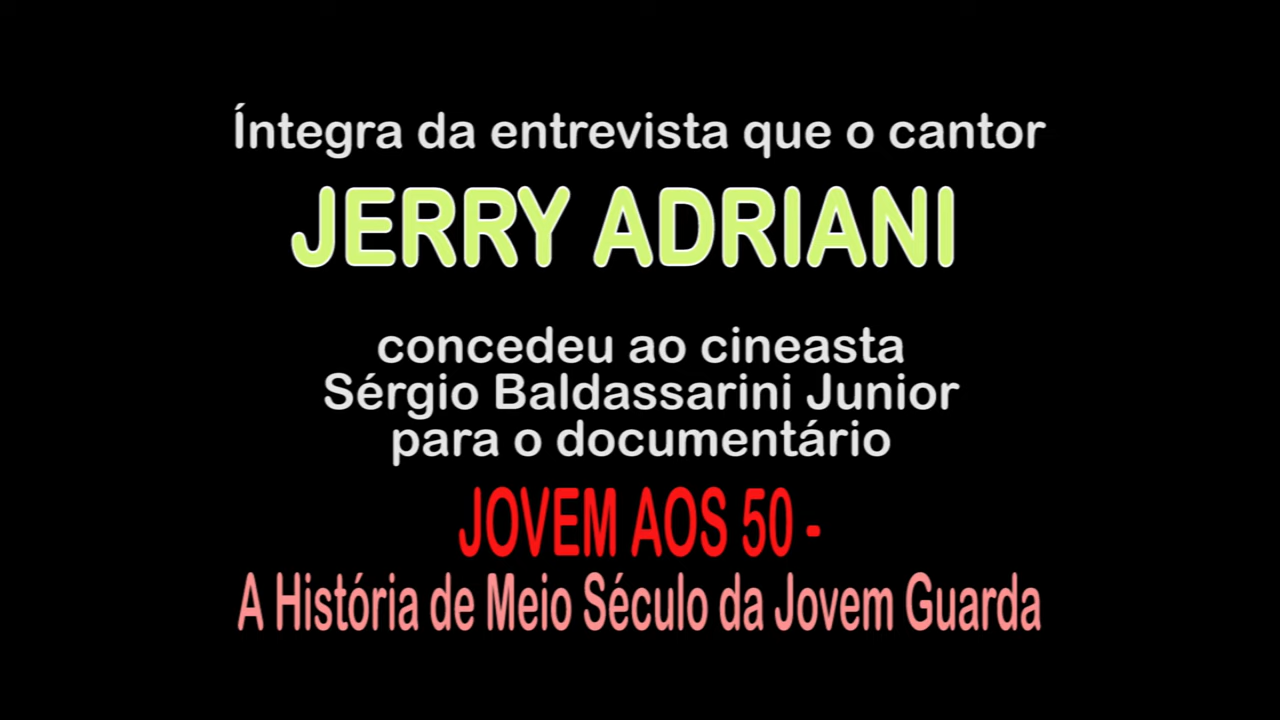 Íntegra da entrevista que o cantor
JERRY ADRIANI
concedeu ao cineasta
Sérgio Baldassarini Junior
para o documentário
JOVEM AOS 50 -
A História de Meio Século da Jovem Guarda